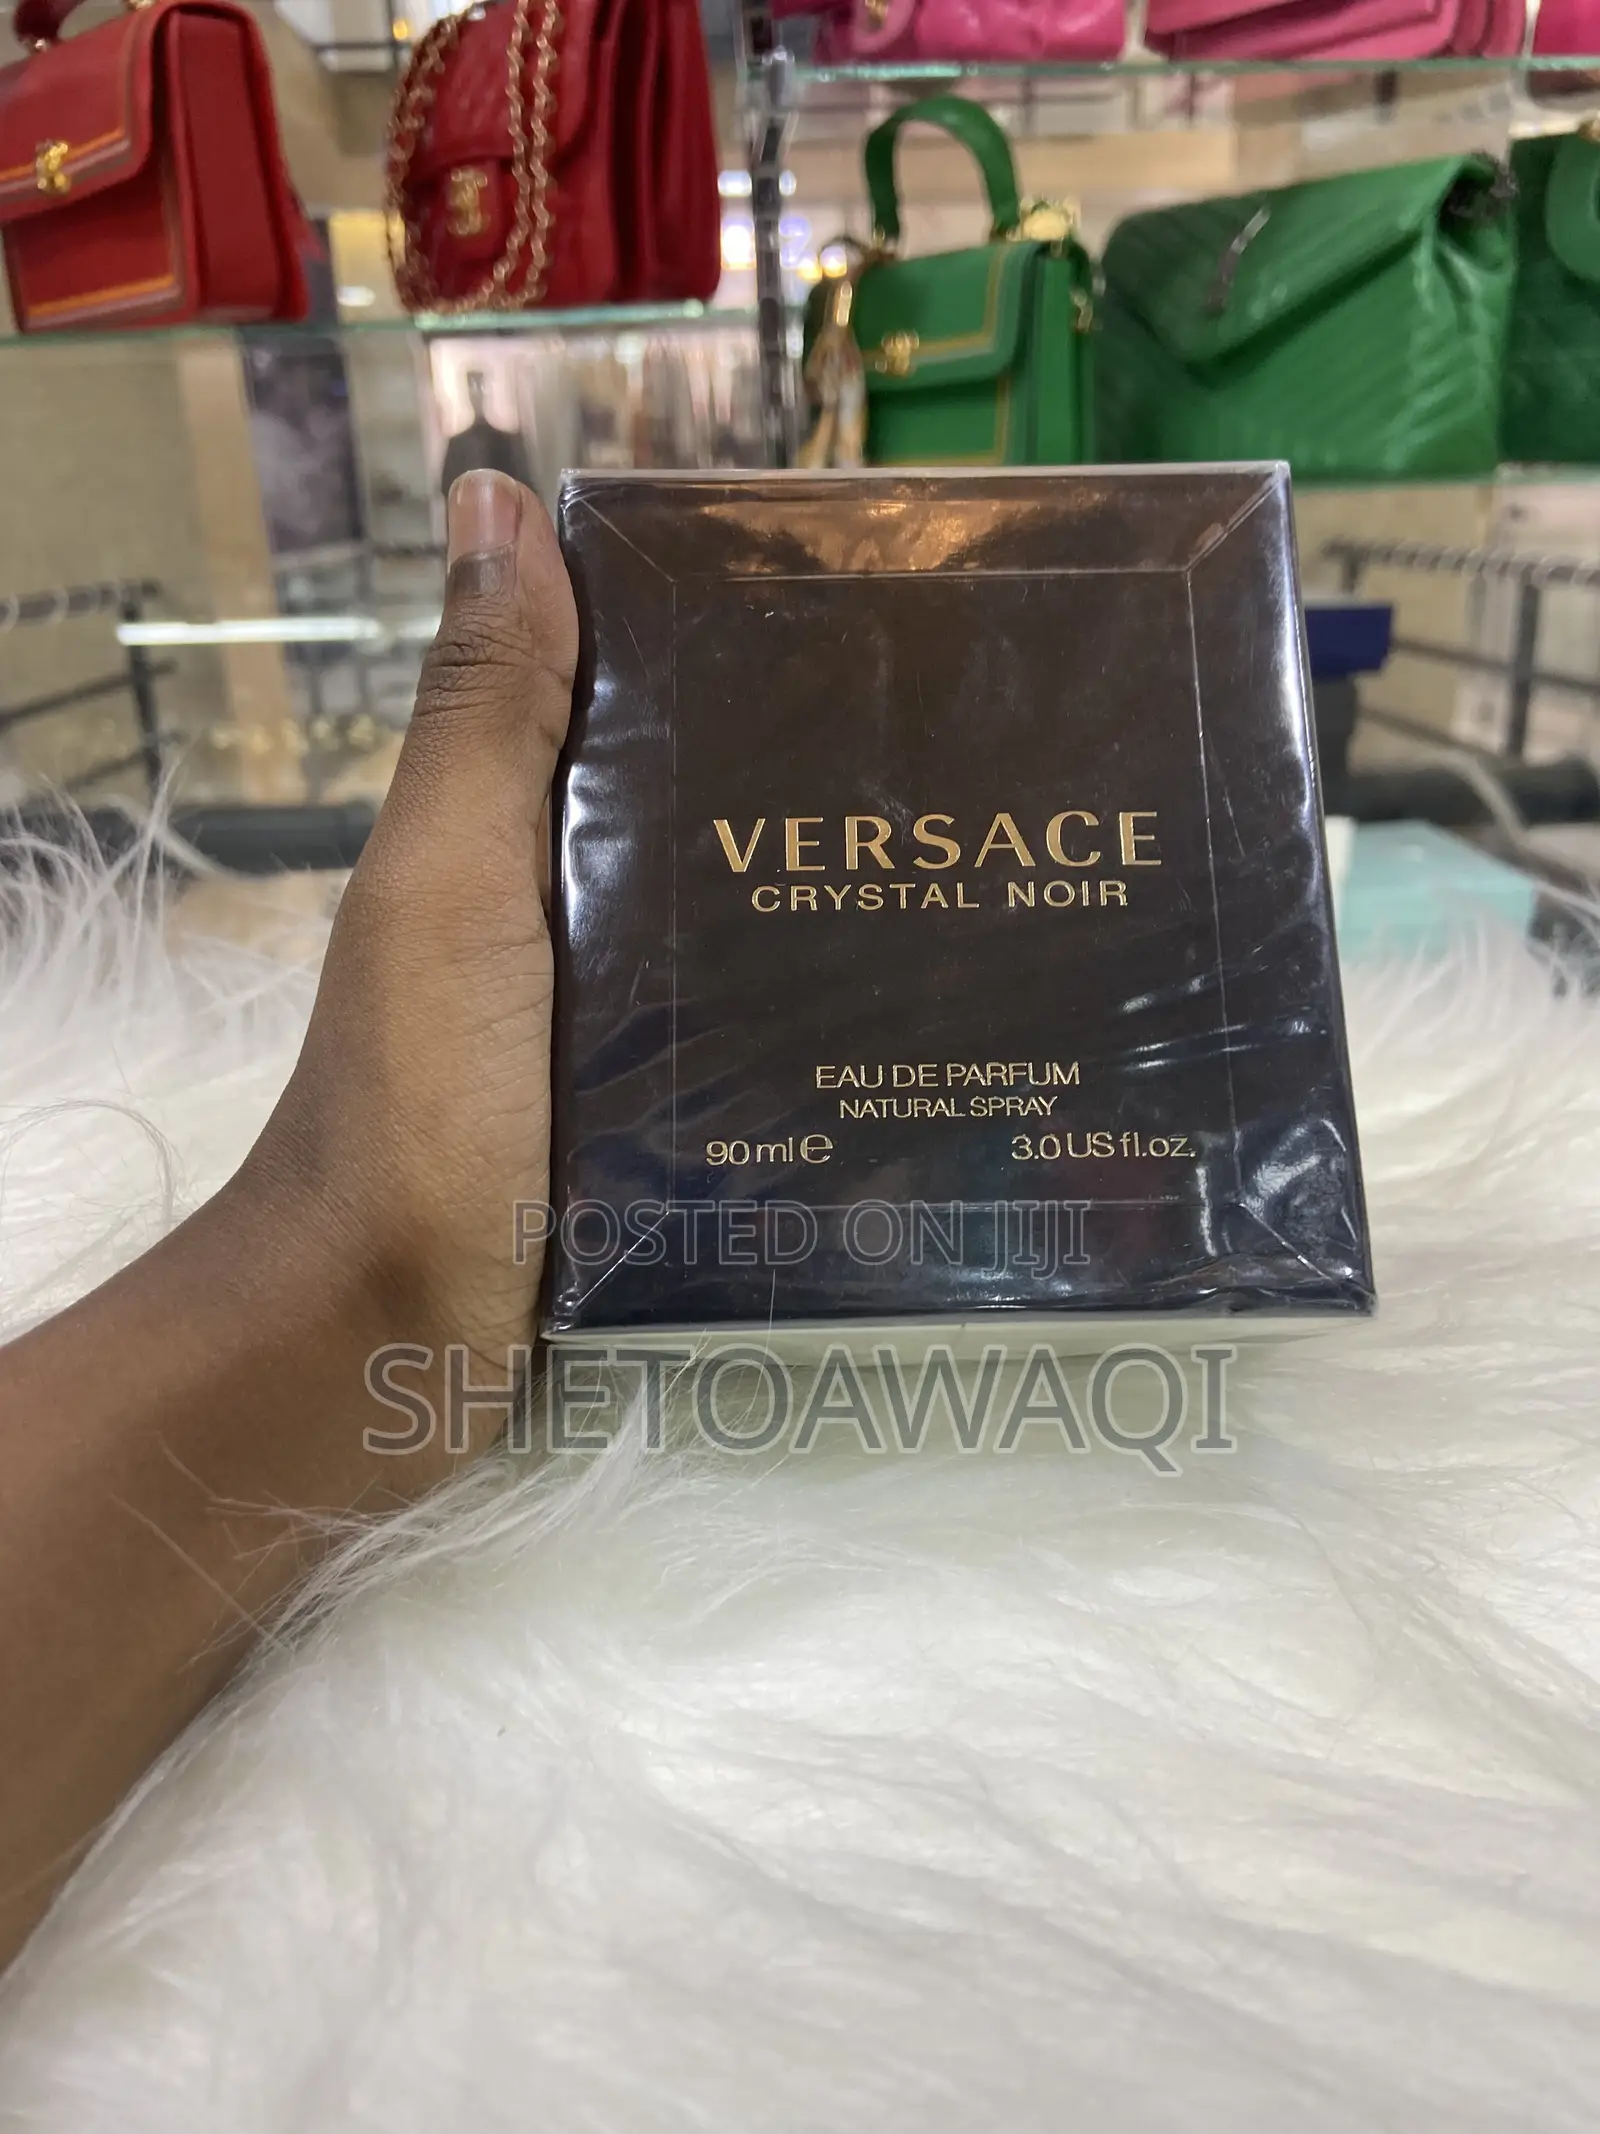 VERSACE
CRYSTAL NOIR
EAU DE PARFUM
NATURAL SPRAY
90 ml e 3.0 US fl.oz.
POSTED ON JIJI
SHETOAWAQI